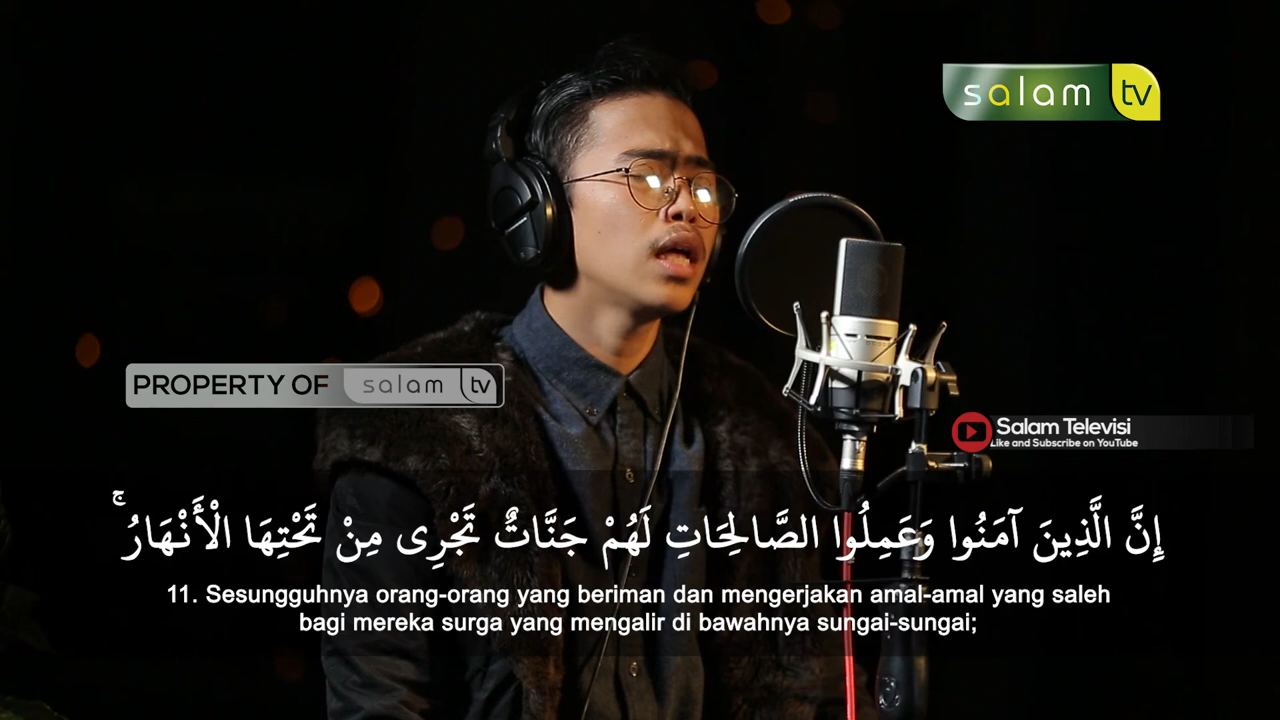 salam tv
PROPERTY OF salam tv
Salam Televisi
Like and Subscribe on YouTube
إِنَّ الَّذِينَ آمَنُوا وَعَمِلُوا الصَّالِحَاتِ لَهُمْ جَنَّاتٌ تَجْرِى مِنْ تَحْتِهَا الْأَنْهَارُ ۚ
11. Sesungguhnya orang-orang yang beriman dan mengerjakan amal-amal yang saleh
bagi mereka surga yang mengalir di bawahnya sungai-sungai;